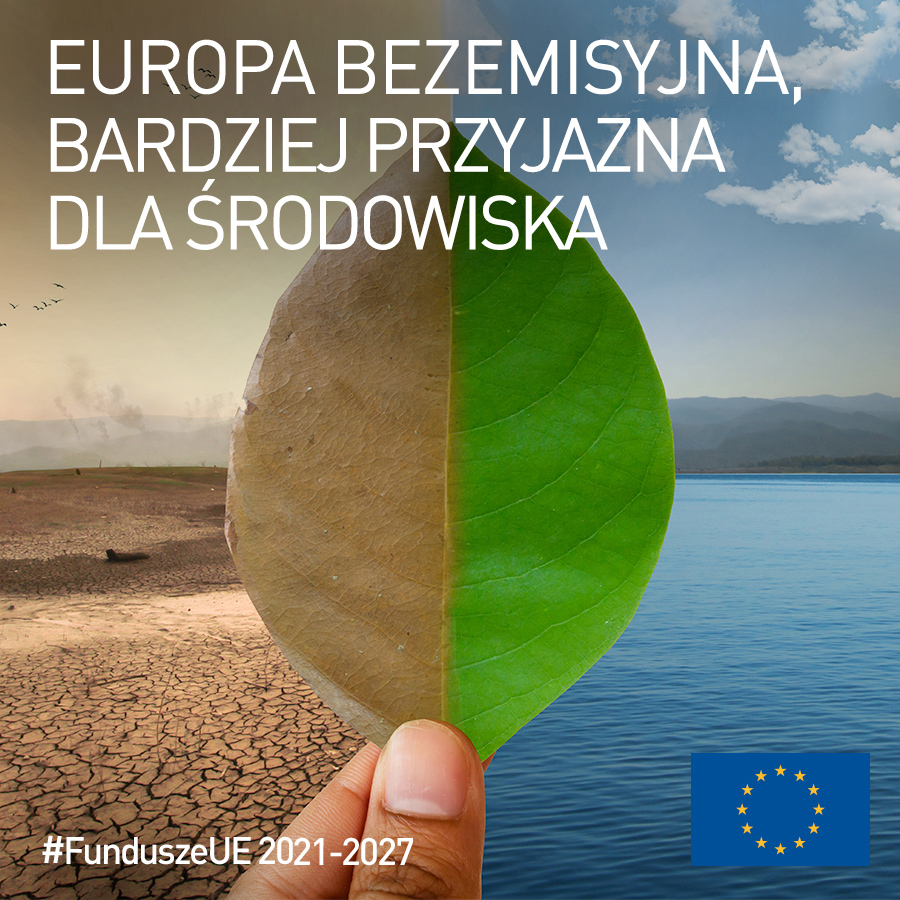 EUROPA BEZEMISYJNA,
BARDZIEJ PRZYJAZNA
DLA ŚRODOWISKA
#FunduszeUE 2021-2027